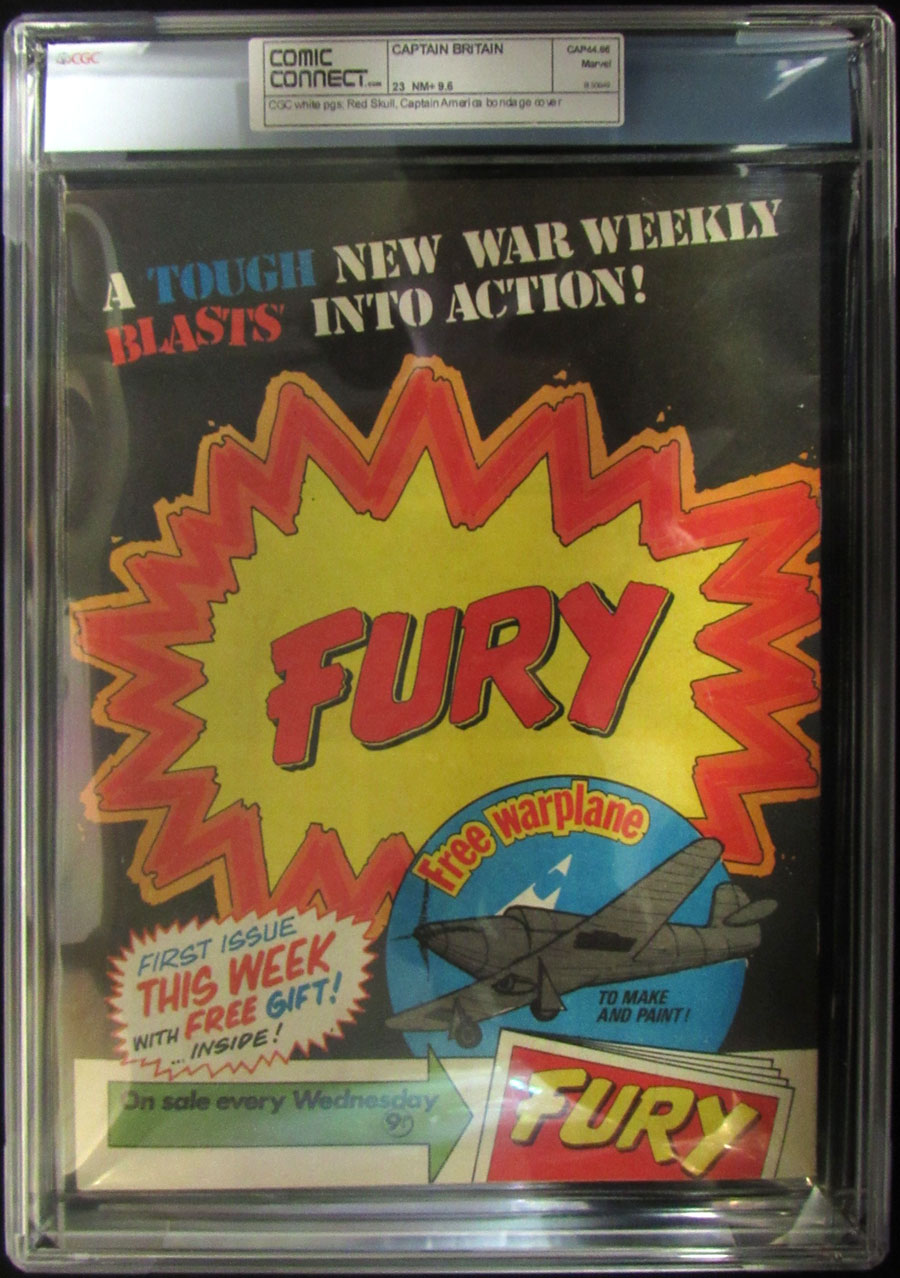 CGC
COMIC
CONNECT.com
CAPTAIN BRITAIN
23 NM+ 9.6
CAP44.66
Marvel
CGC white pgs; Red Skull, Captain America bondage cover
A TOUGH NEW WAR WEEKLY
BLASTS INTO ACTION!
FURY
Free warplane
FIRST ISSUE
THIS WEEK
WITH FREE GIFT!
...INSIDE!
TO MAKE
AND PAINT!
On sale every Wednesday
9p
FURY